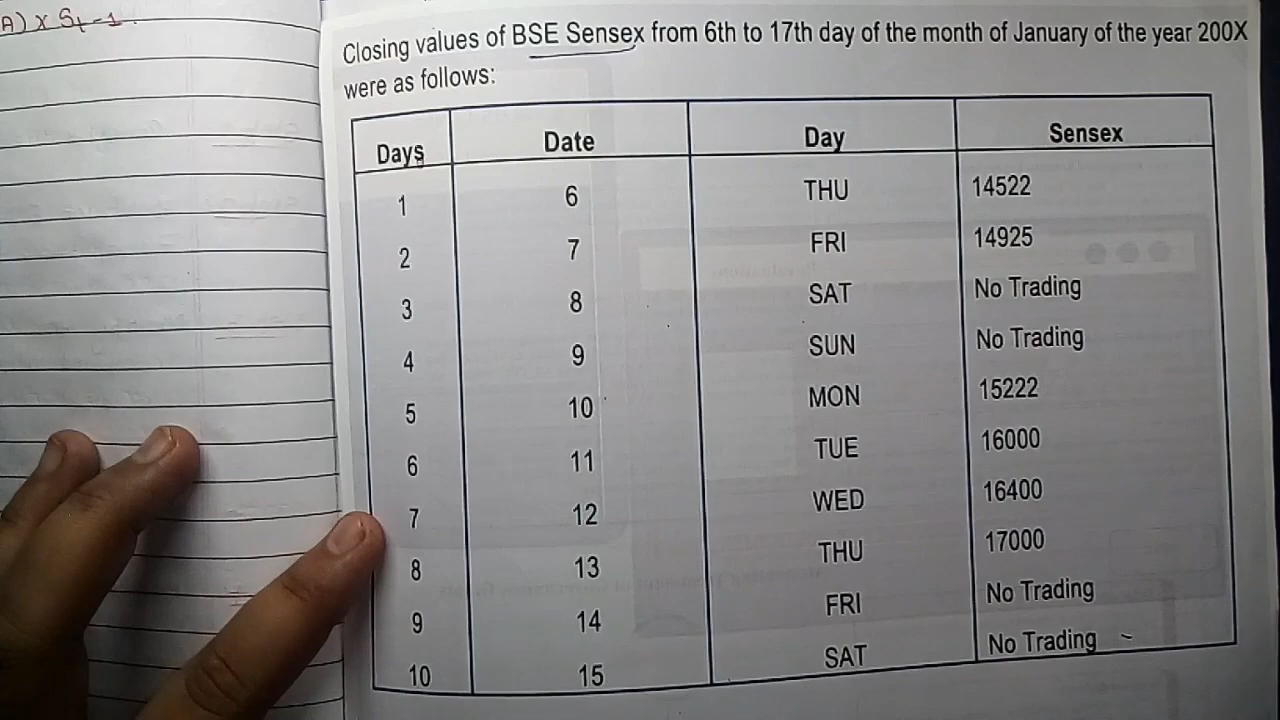 A) x St-1.
Closing values of BSE Sensex from 6th to 17th day of the month of January of the year 200X
were as follows:
Days Date Day Sensex
1 6 THU 14522
2 7 FRI 14925
3 8 SAT No Trading
4 9 SUN No Trading
5 10 MON 15222
6 11 TUE 16000
7 12 WED 16400
8 13 THU 17000
9 14 FRI No Trading
10 15 SAT No Trading